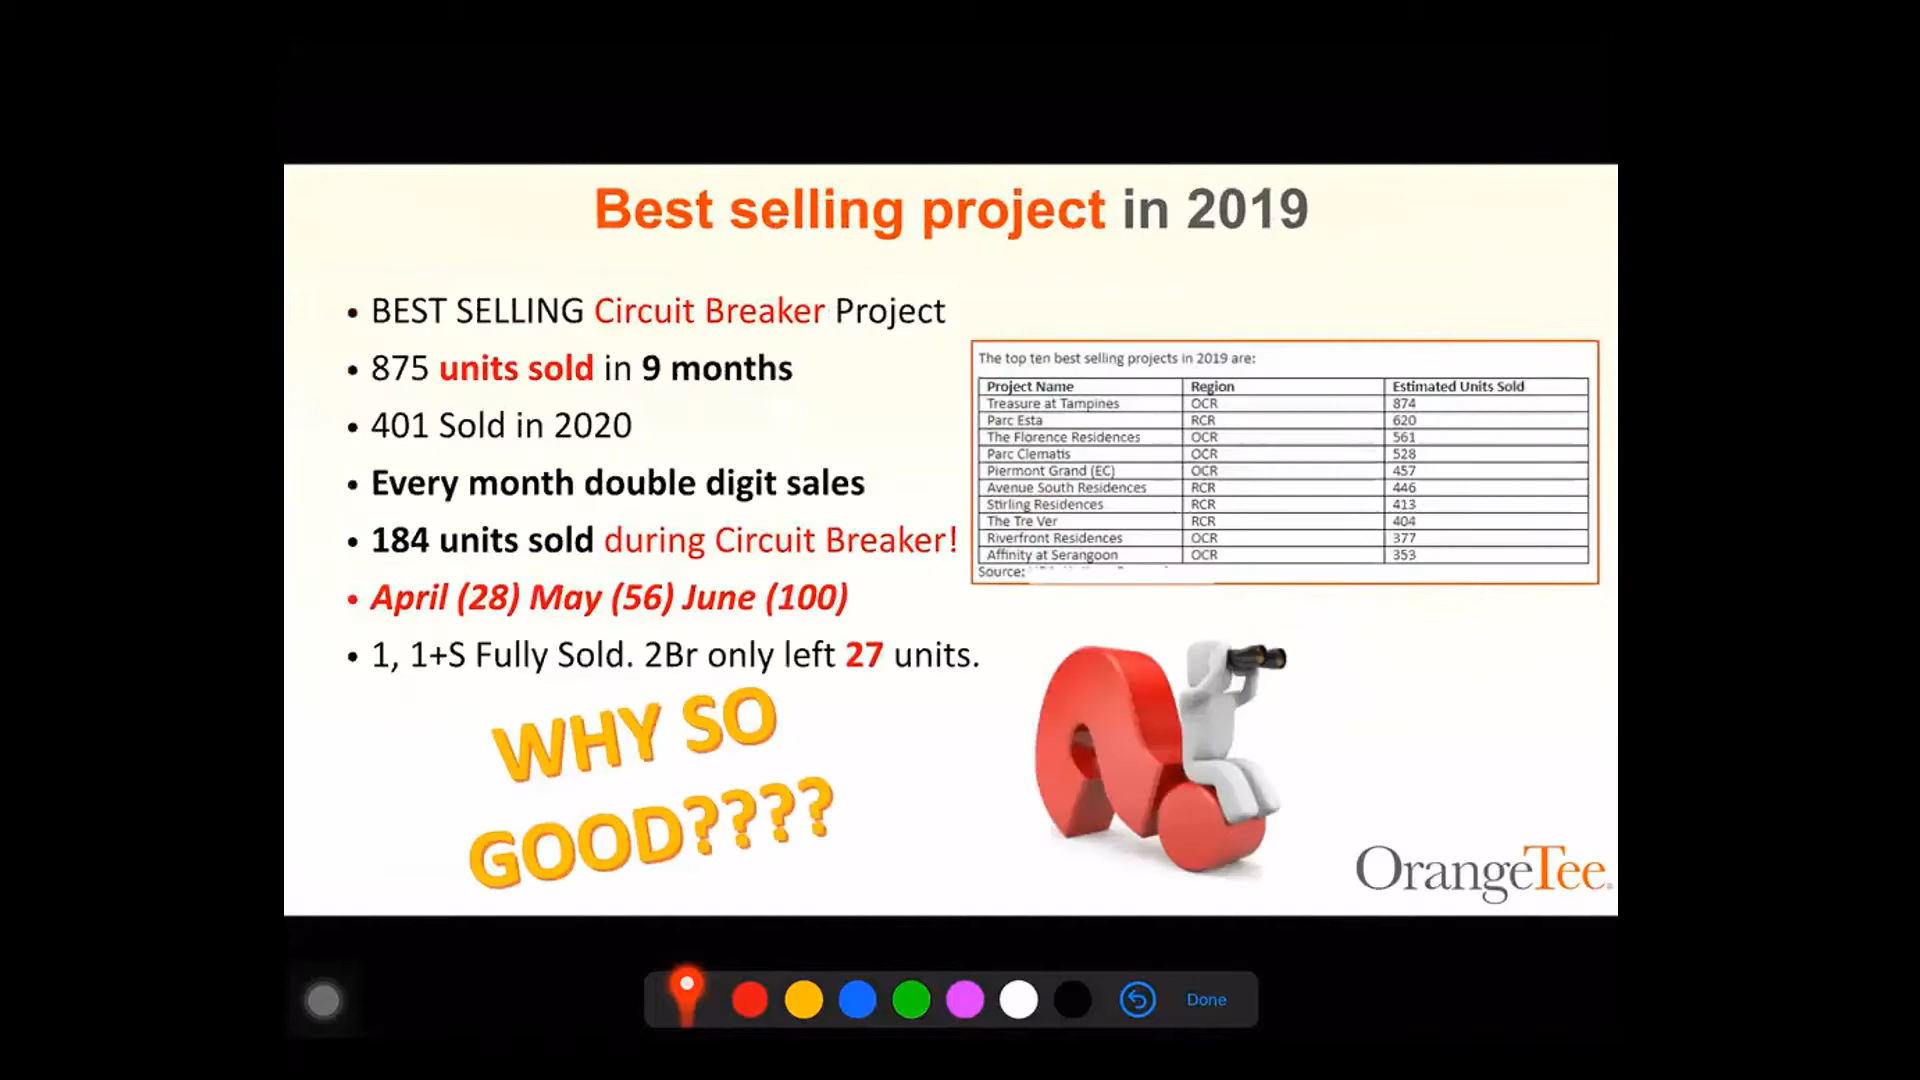 Best selling project in 2019
• BEST SELLING Circuit Breaker Project
• 875 units sold in 9 months
• 401 Sold in 2020
• Every month double digit sales
• 184 units sold during Circuit Breaker!
• April (28) May (56) June (100)
• 1, 1+S Fully Sold. 2Br only left 27 units.
WHY SO
GOOD????
The top ten best selling projects in 2019 are:
Project Name Region Estimated Units Sold
Treasure at Tampines OCR 874
Parc Esta RCR 620
The Florence Residences OCR 561
Parc Clematis OCR 528
Piermont Grand (EC) OCR 457
Avenue South Residences RCR 446
Stirling Residences RCR 413
The Tre Ver RCR 404
Riverfront Residences OCR 377
Affinity at Serangoon OCR 353
Source:
OrangeTee
Done